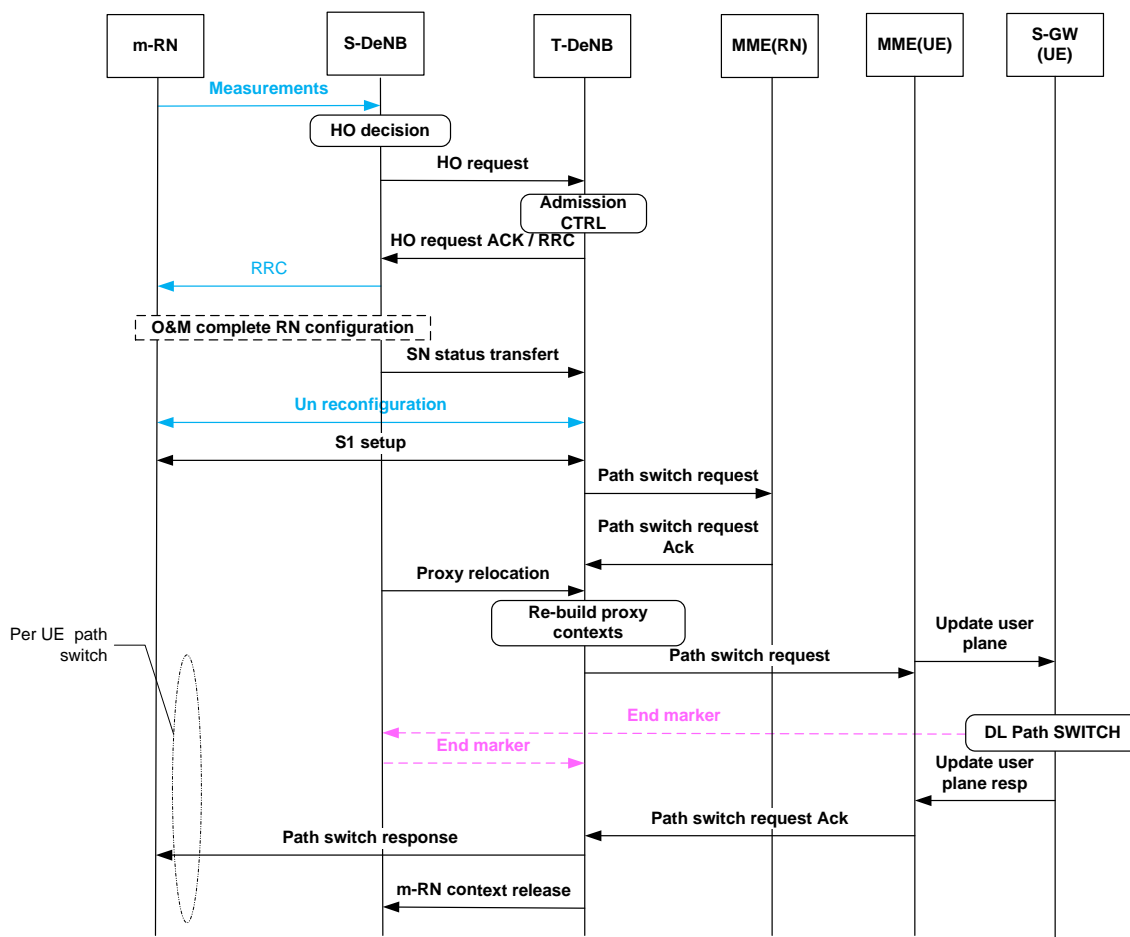 m-RN
S-DeNB
T-DeNB
MME(RN)
MME(UE)
S-GW
(UE)
Measurements
HO decision
HO request
Admission
CTRL
HO request ACK / RRC
RRC
O&M complete RN configuration
SN status transfert
Un reconfiguration
S1 setup
Path switch request
Path switch request
Ack
Proxy relocation
Re-build proxy
contexts
Per UE path
switch
Update user
plane
Path switch request
End marker
DL Path SWITCH
End marker
Update user
plane resp
Path switch request Ack
Path switch response
m-RN context release